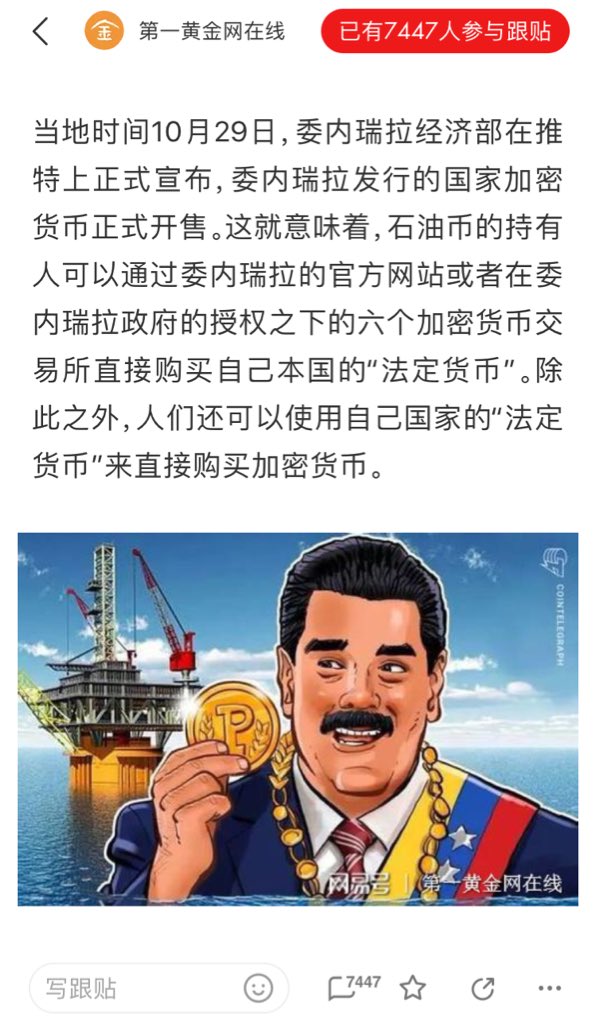 第一黄金网在线
已有7447人参与跟贴
当地时间10月29日,委内瑞拉经济部在推
特上正式宣布,委内瑞拉发行的国家加密
货币正式开售。这就意味着,石油币的持有
人可以通过委内瑞拉的官方网站或者在委
内瑞拉政府的授权之下的六个加密货币交
易所直接购买自己本国的“法定货币”。除
此之外,人们还可以使用自己国家的“法定
货币”来直接购买加密货币。
COINTELEGRAPH
P
网易号 | 第一黄金网在线
写跟贴
7447